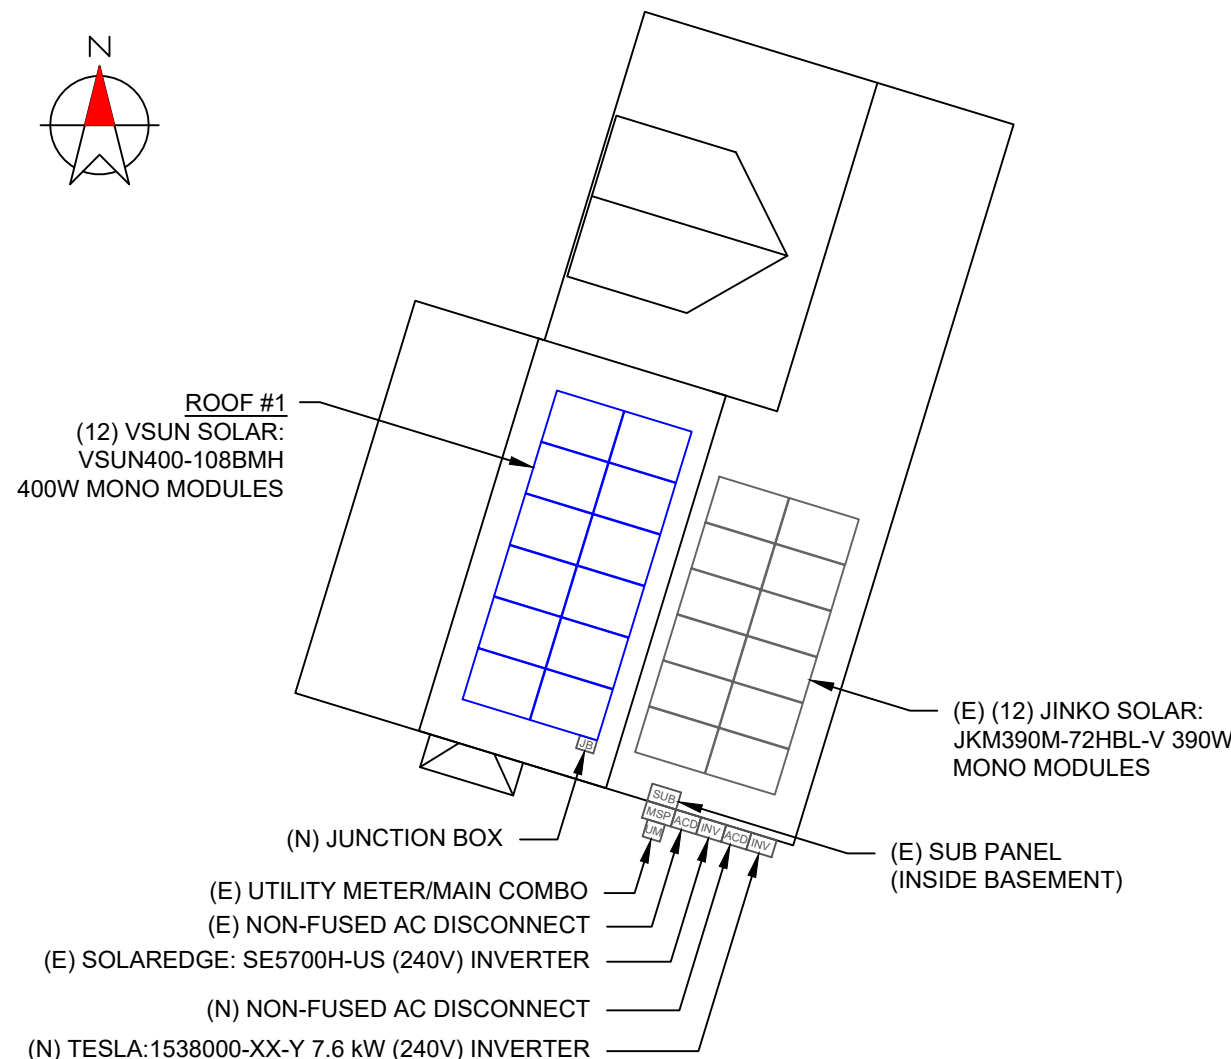 N
ROOF #1
(12) VSUN SOLAR:
VSUN400-108BMH
400W MONO MODULES
(E) (12) JINKO SOLAR:
JKM390M-72HBL-V 390W
MONO MODULES
JB
SUB
MSP
ACD
INV
ACD
INV
UM
(N) JUNCTION BOX
(E) SUB PANEL
(INSIDE BASEMENT)
(E) UTILITY METER/MAIN COMBO
(E) NON-FUSED AC DISCONNECT
(E) SOLAREDGE: SE5700H-US (240V) INVERTER
(N) NON-FUSED AC DISCONNECT
(N) TESLA:1538000-XX-Y 7.6 kW (240V) INVERTER